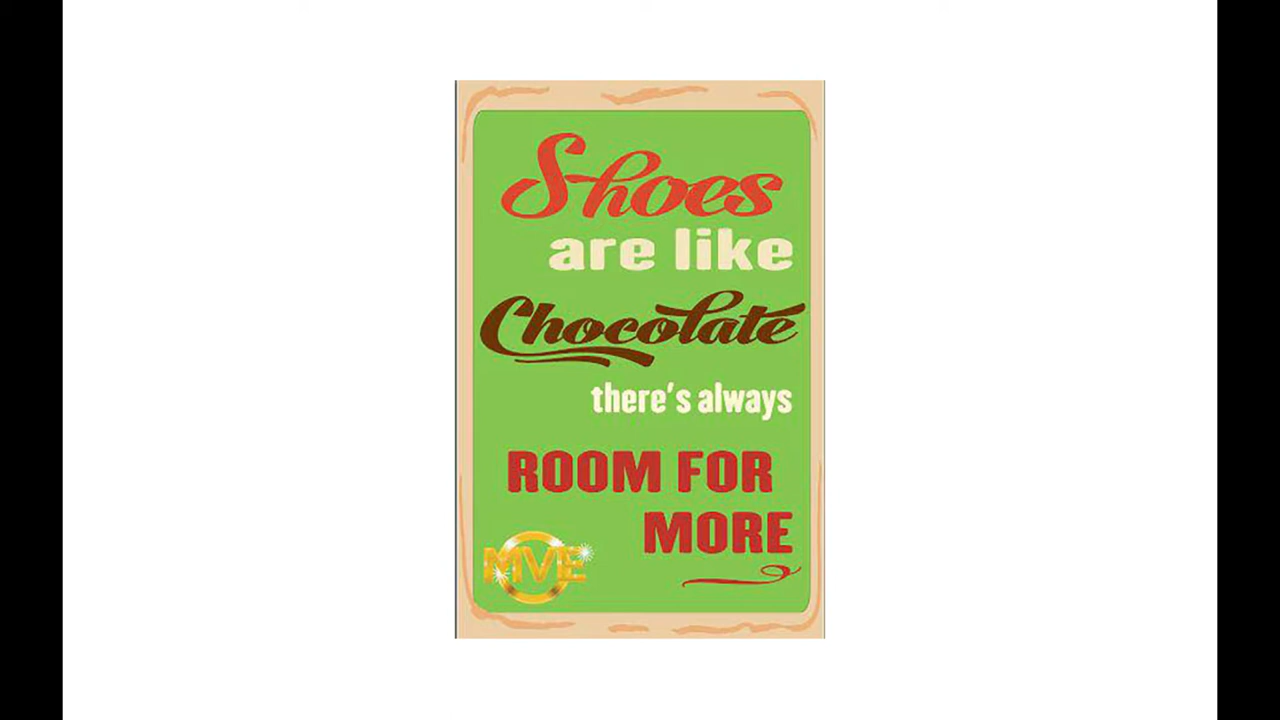 Shoes
are like
Chocolate
there's always
ROOM FOR
MORE
MVE